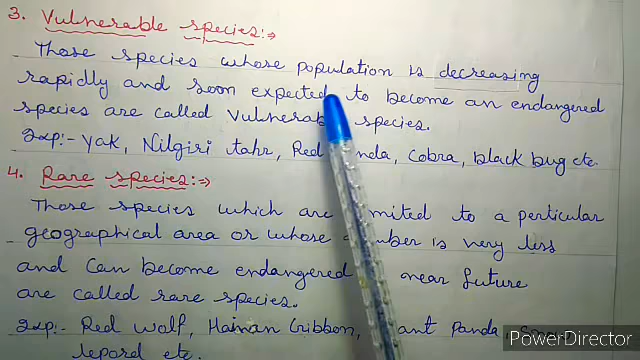 3. Vulnerable species:→
Those species whose population is decreasing
rapidly and soon expected to become an endangered
species are called Vulnerab species.
Exp:- Yak, Nilgiri tahr, Red nda, Cobra, black bug etc.
4. Rare species:→
Those species which are mited to a perticular
geographical area or whose mber is very less
and can become endangered near future
are called rare species.
Exp:- Red wolf, Hainan Gribbon, ant Panda,
lepard etc.
PowerDirector